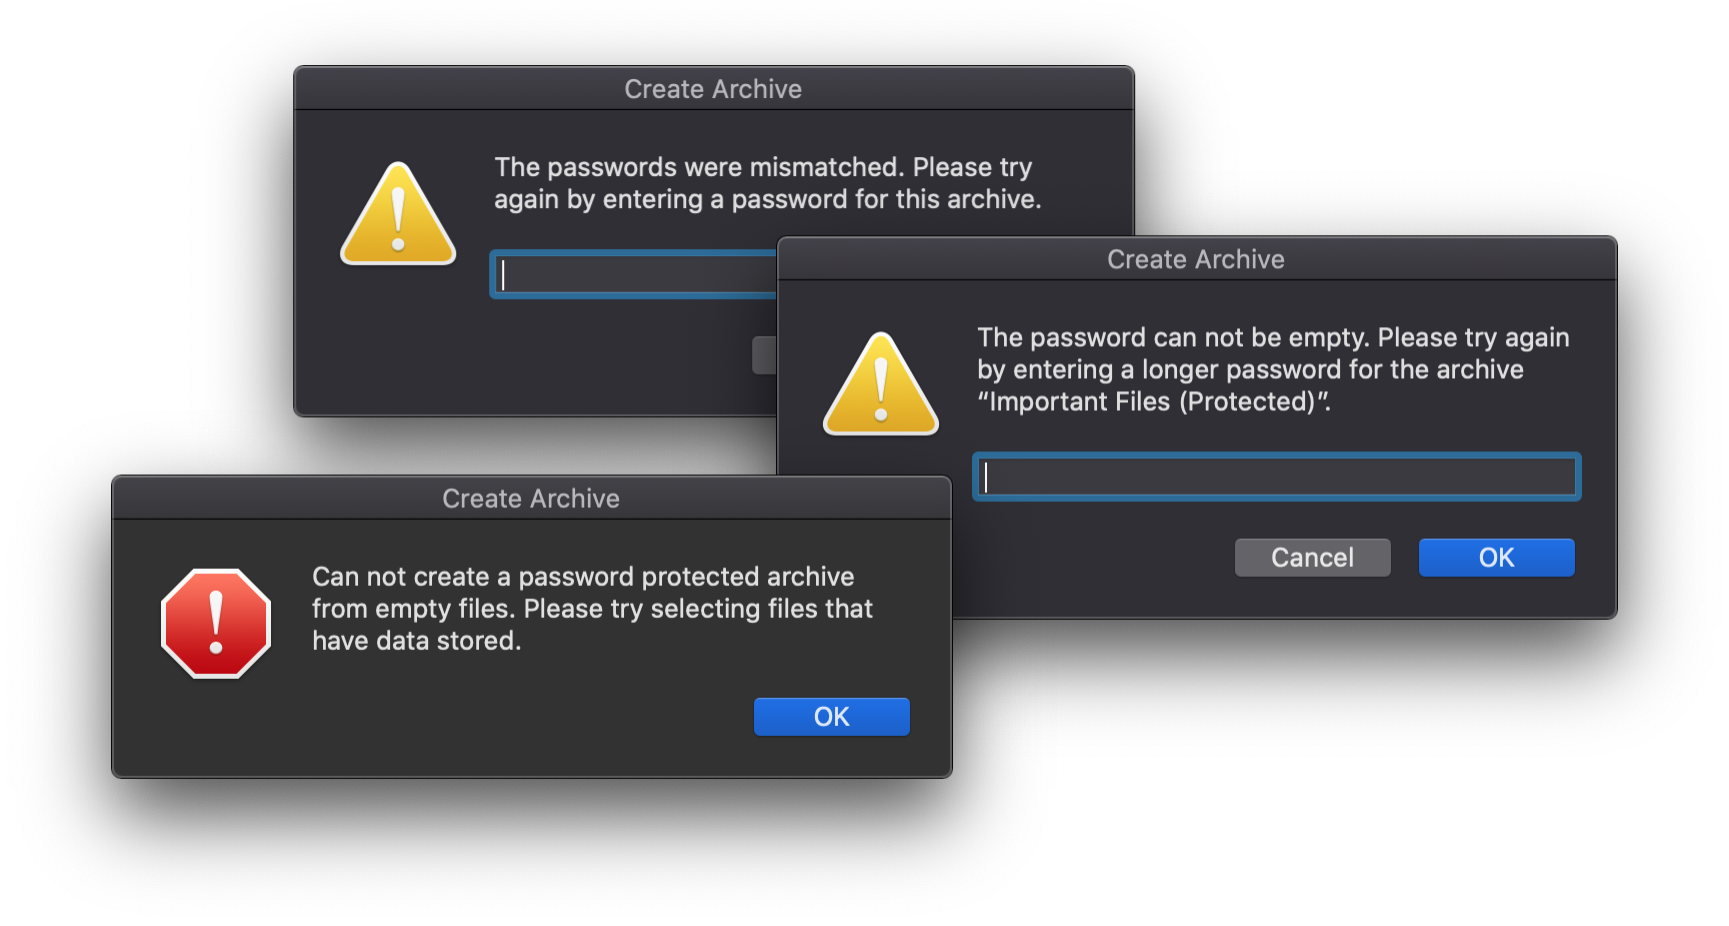 Create Archive
The passwords were mismatched. Please try
again by entering a password for this archive.
Create Archive
The password can not be empty. Please try again
by entering a longer password for the archive
“Important Files (Protected)”.
Cancel
OK
Create Archive
Can not create a password protected archive
from empty files. Please try selecting files that
have data stored.
OK